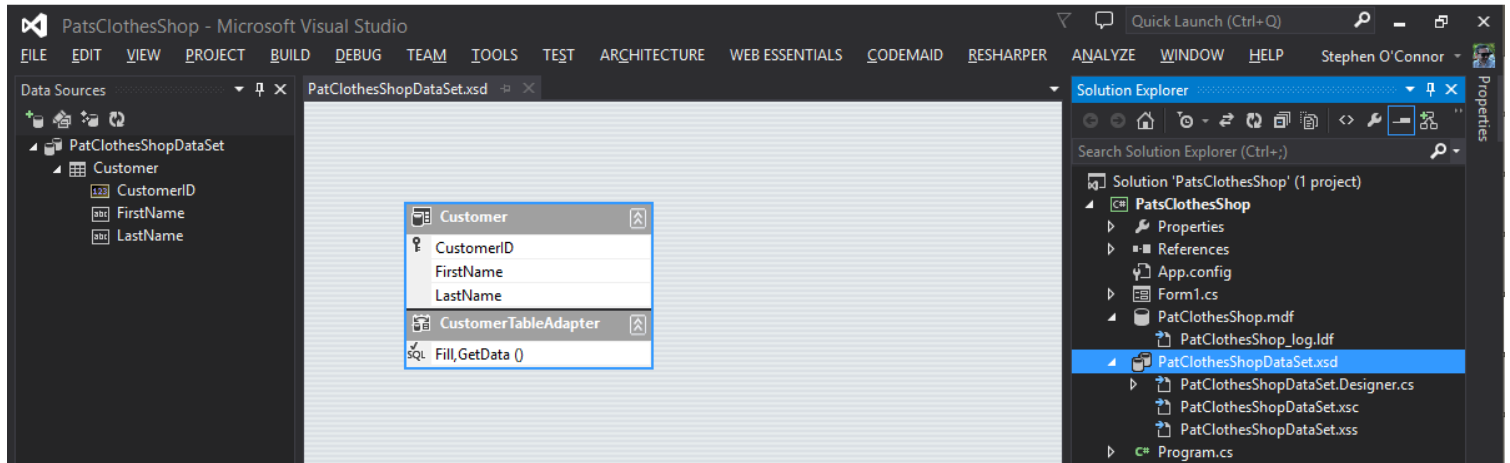 PatsClothesShop - Microsoft Visual Studio
Quick Launch (Ctrl+Q)
FILE EDIT VIEW PROJECT BUILD DEBUG TEAM TOOLS TEST ARCHITECTURE WEB ESSENTIALS CODEMAID RESHARPER ANALYZE WINDOW HELP Stephen O'Connor
Data Sources
PatClothesShopDataSet
Customer
123 CustomerID
abc FirstName
abc LastName
PatClothesShopDataSet.xsd
Customer
CustomerID
FirstName
LastName
CustomerTableAdapter
SQL Fill,GetData ()
Solution Explorer
Search Solution Explorer (Ctrl+;)
Solution 'PatsClothesShop' (1 project)
C# PatsClothesShop
Properties
References
App.config
Form1.cs
PatClothesShop.mdf
PatClothesShop_log.ldf
PatClothesShopDataSet.xsd
PatClothesShopDataSet.Designer.cs
PatClothesShopDataSet.xsc
PatClothesShopDataSet.xss
C# Program.cs
Properties